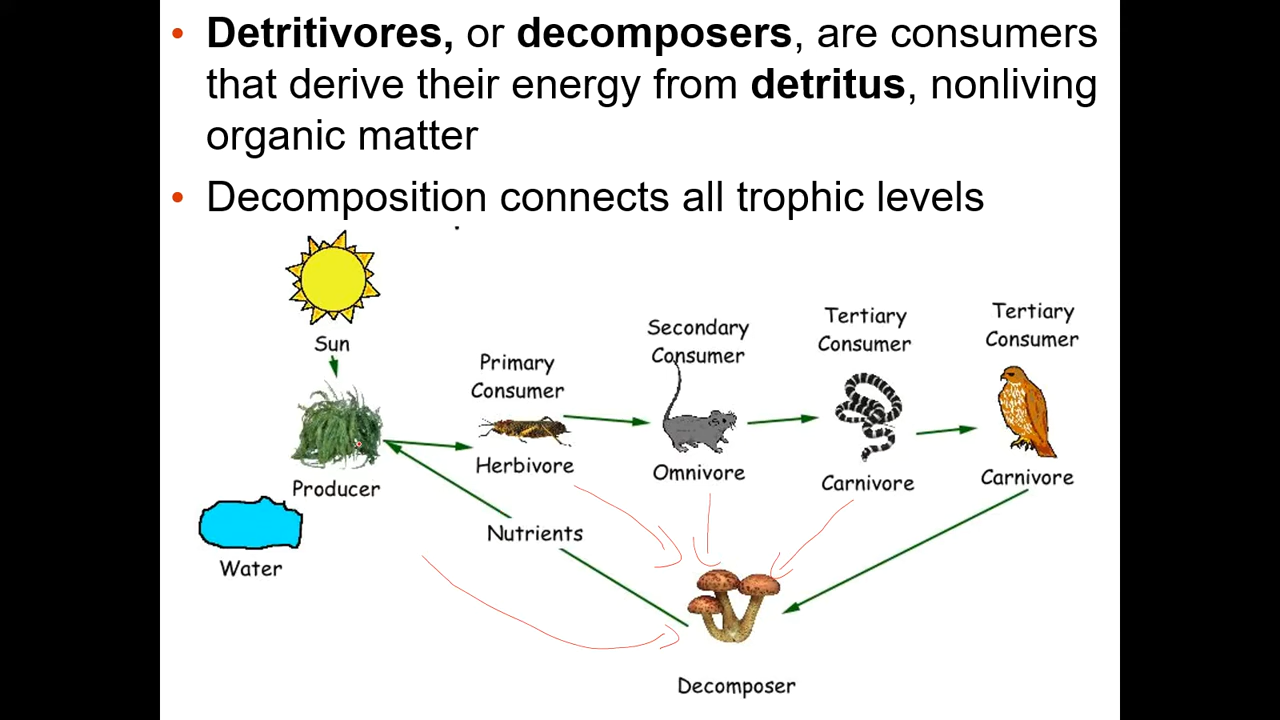 • Detritivores, or decomposers, are consumers
that derive their energy from detritus, nonliving
organic matter
• Decomposition connects all trophic levels
Sun
Producer
Water
Primary
Consumer
Herbivore
Secondary
Consumer
Omnivore
Tertiary
Consumer
Carnivore
Tertiary
Consumer
Carnivore
Nutrients
Decomposer